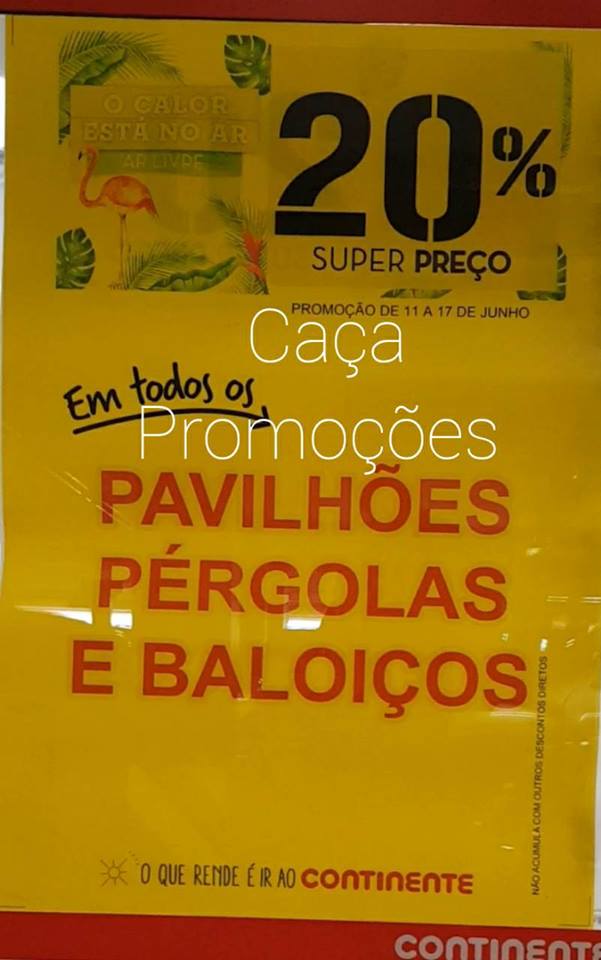 O CALOR
ESTÁ NO AR
AR LIVRE
20%
SUPER PREÇO
PROMOÇÃO DE 11 A 17 DE JUNHO
Caça
Em todos os
Promoções
PAVILHÕES
PÉRGOLAS
E BALOIÇOS
NÃO ACUMULA COM OUTROS DESCONTOS DIRETOS
O QUE RENDE É IR AO CONTINENTE
CONTINENTE